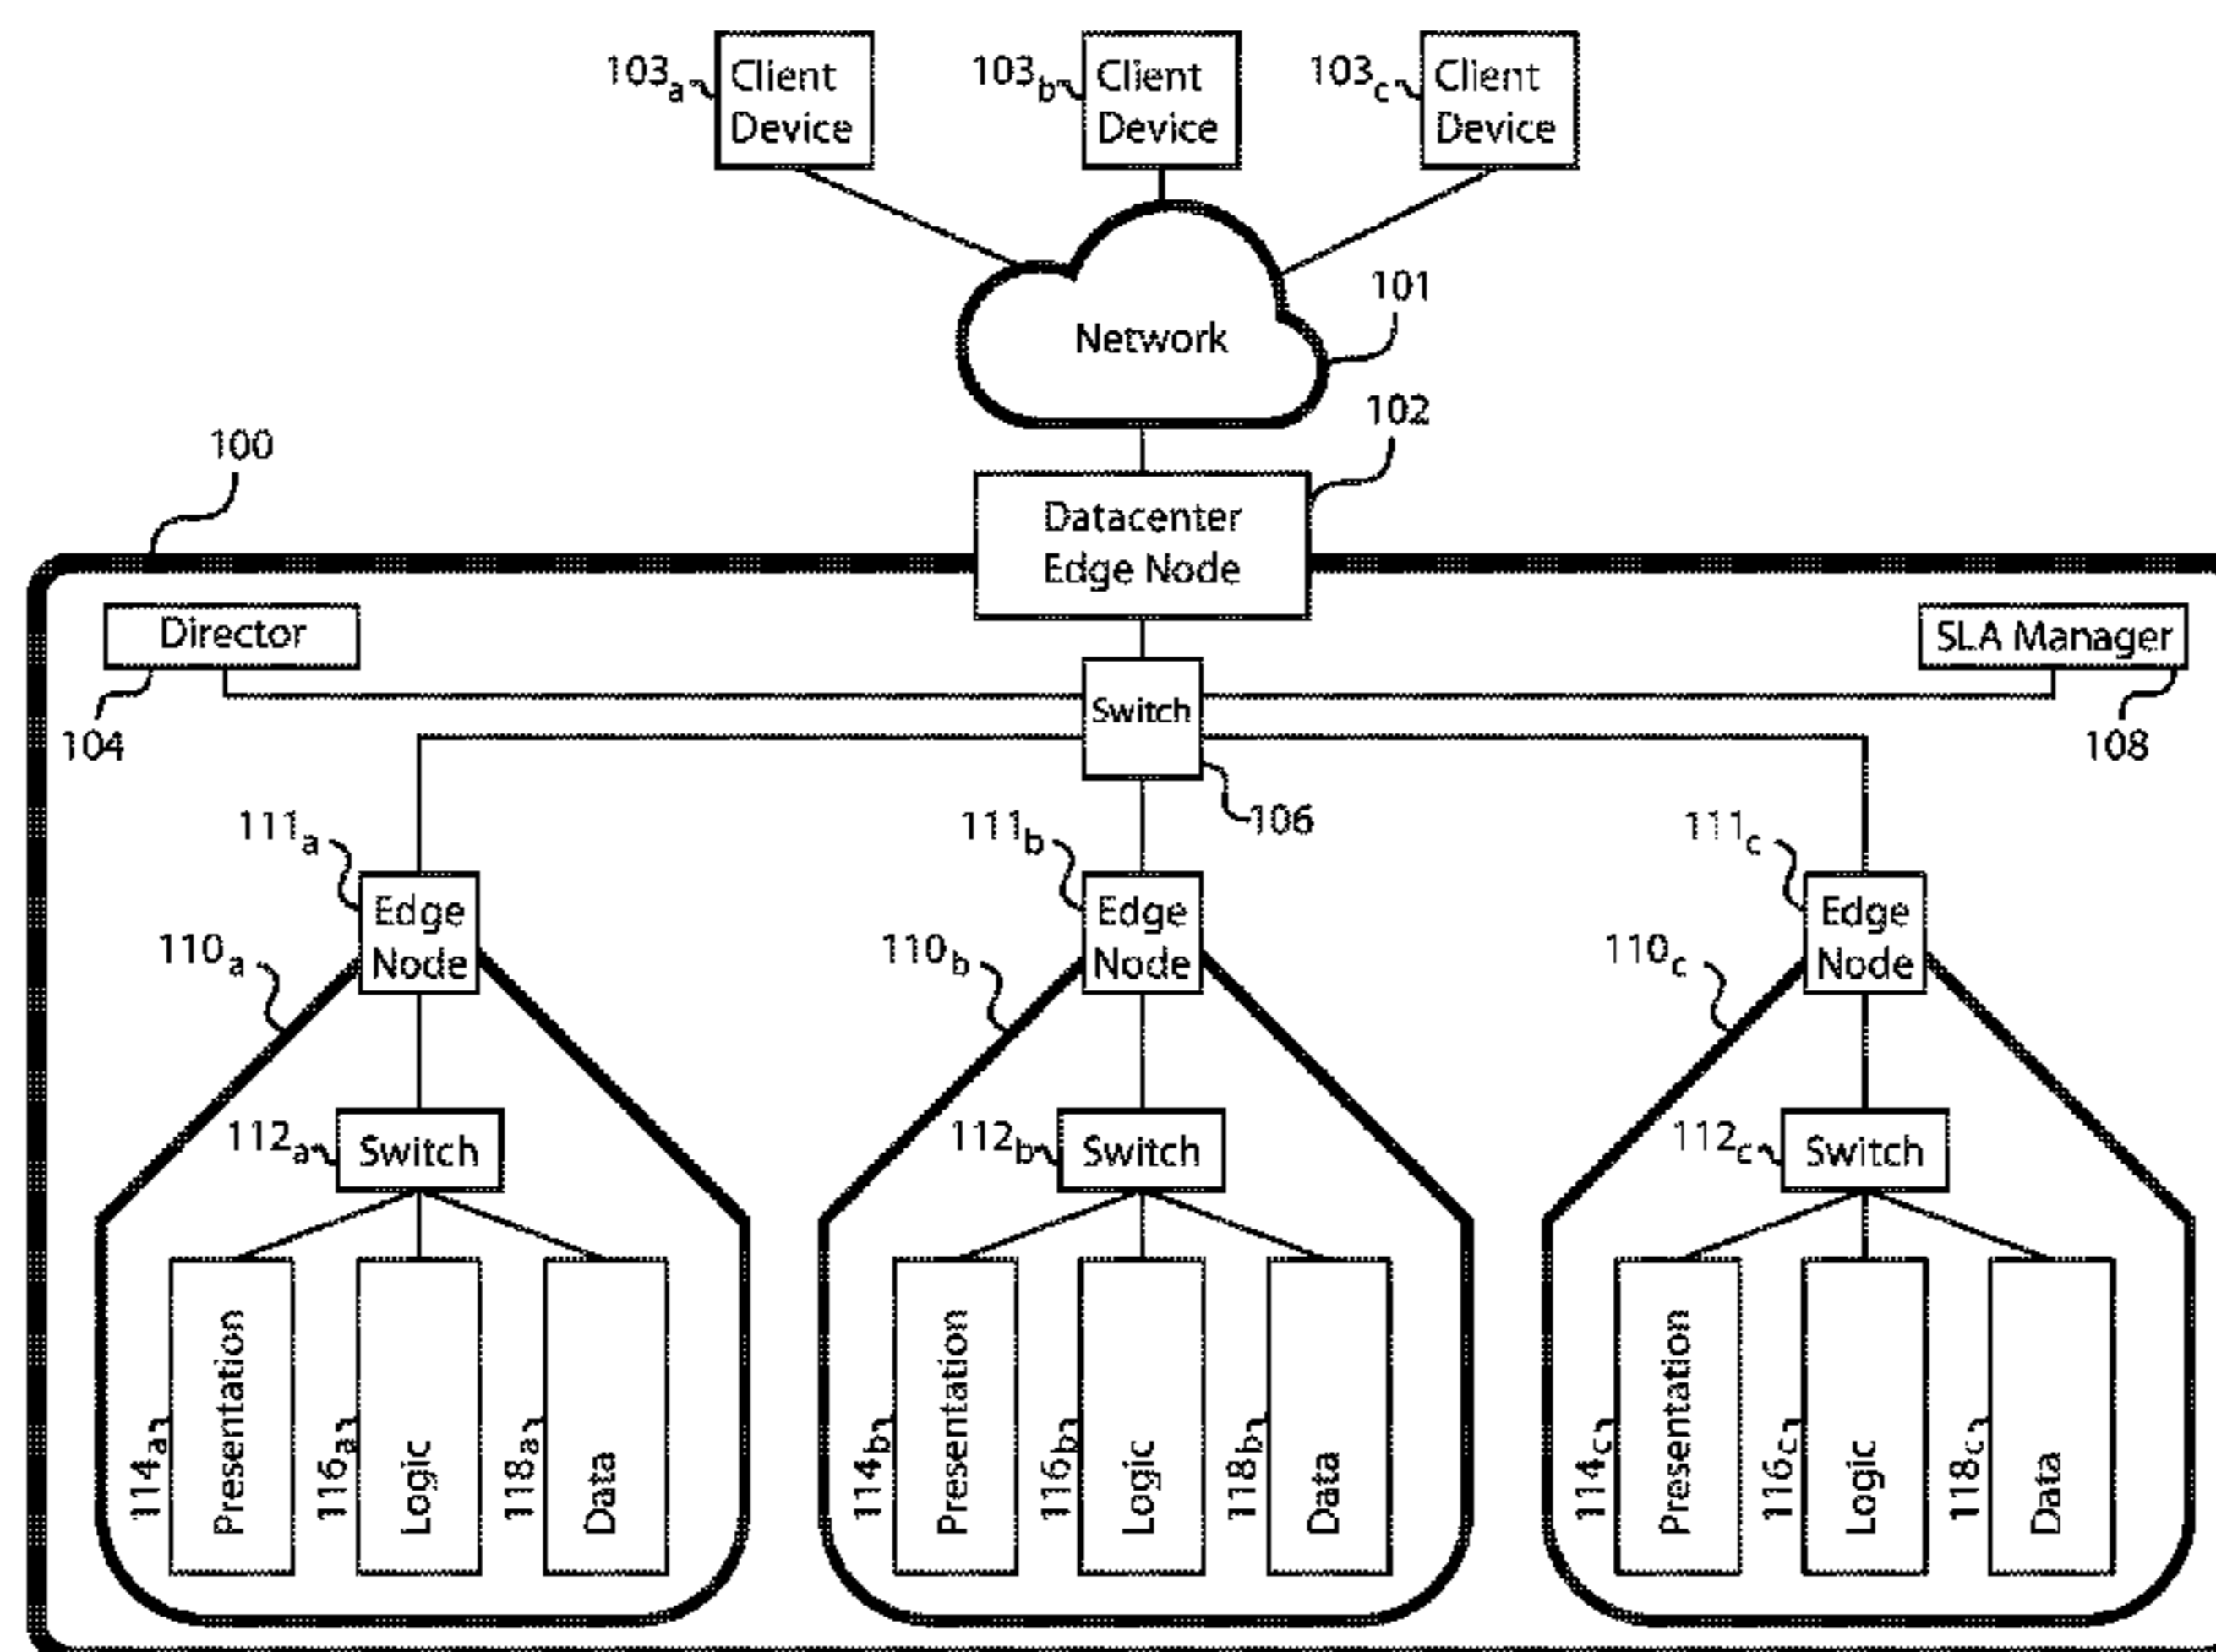 103a
Client
Device
103b
Client
Device
103c
Client
Device
101
Network
102
100
Datacenter
Edge Node
Director
SLA Manager
Switch
104
108
106
111a
111b
111c
Edge
Node
Edge
Node
Edge
Node
110a
110b
110c
112a
Switch
112b
Switch
112c
Switch
114a
Presentation
116a
Logic
118a
Data
114b
Presentation
116b
Logic
118b
Data
114c
Presentation
116c
Logic
118c
Data